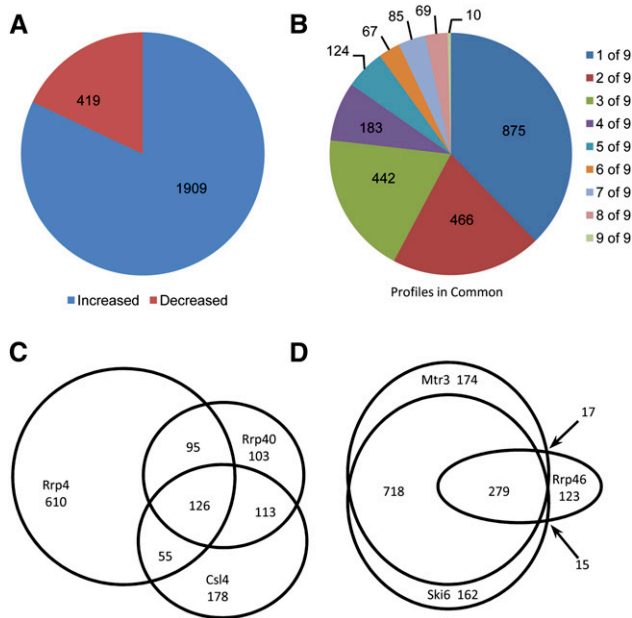 A
419
1909
Increased Decreased
B
10
69
85
67
124
183
875
442
466
Profiles in Common
1 of 9
2 of 9
3 of 9
4 of 9
5 of 9
6 of 9
7 of 9
8 of 9
9 of 9
C
95
Rrp40
103
Rrp4
610
126
113
55
Csl4
178
D
Mtr3 174
17
718
279
Rrp46
123
15
Ski6 162